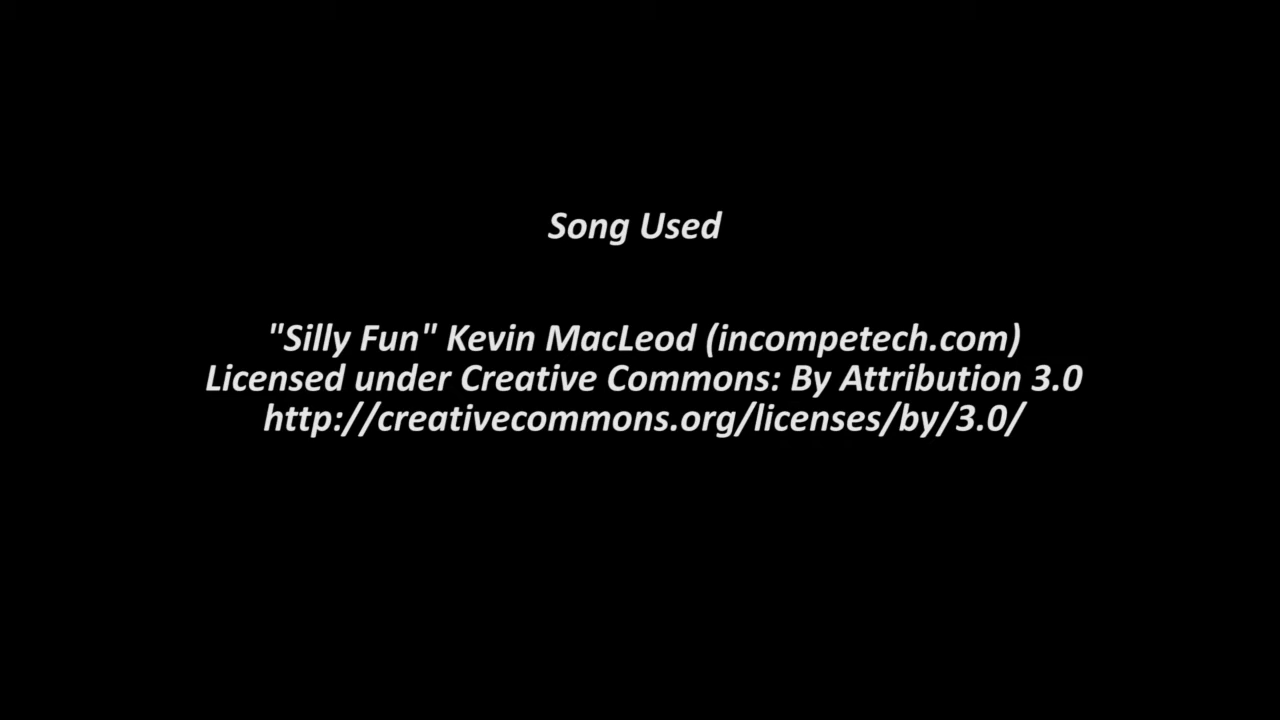 Song Used
"Silly Fun" Kevin MacLeod (incompetech.com)
Licensed under Creative Commons: By Attribution 3.0
http://creativecommons.org/licenses/by/3.0/